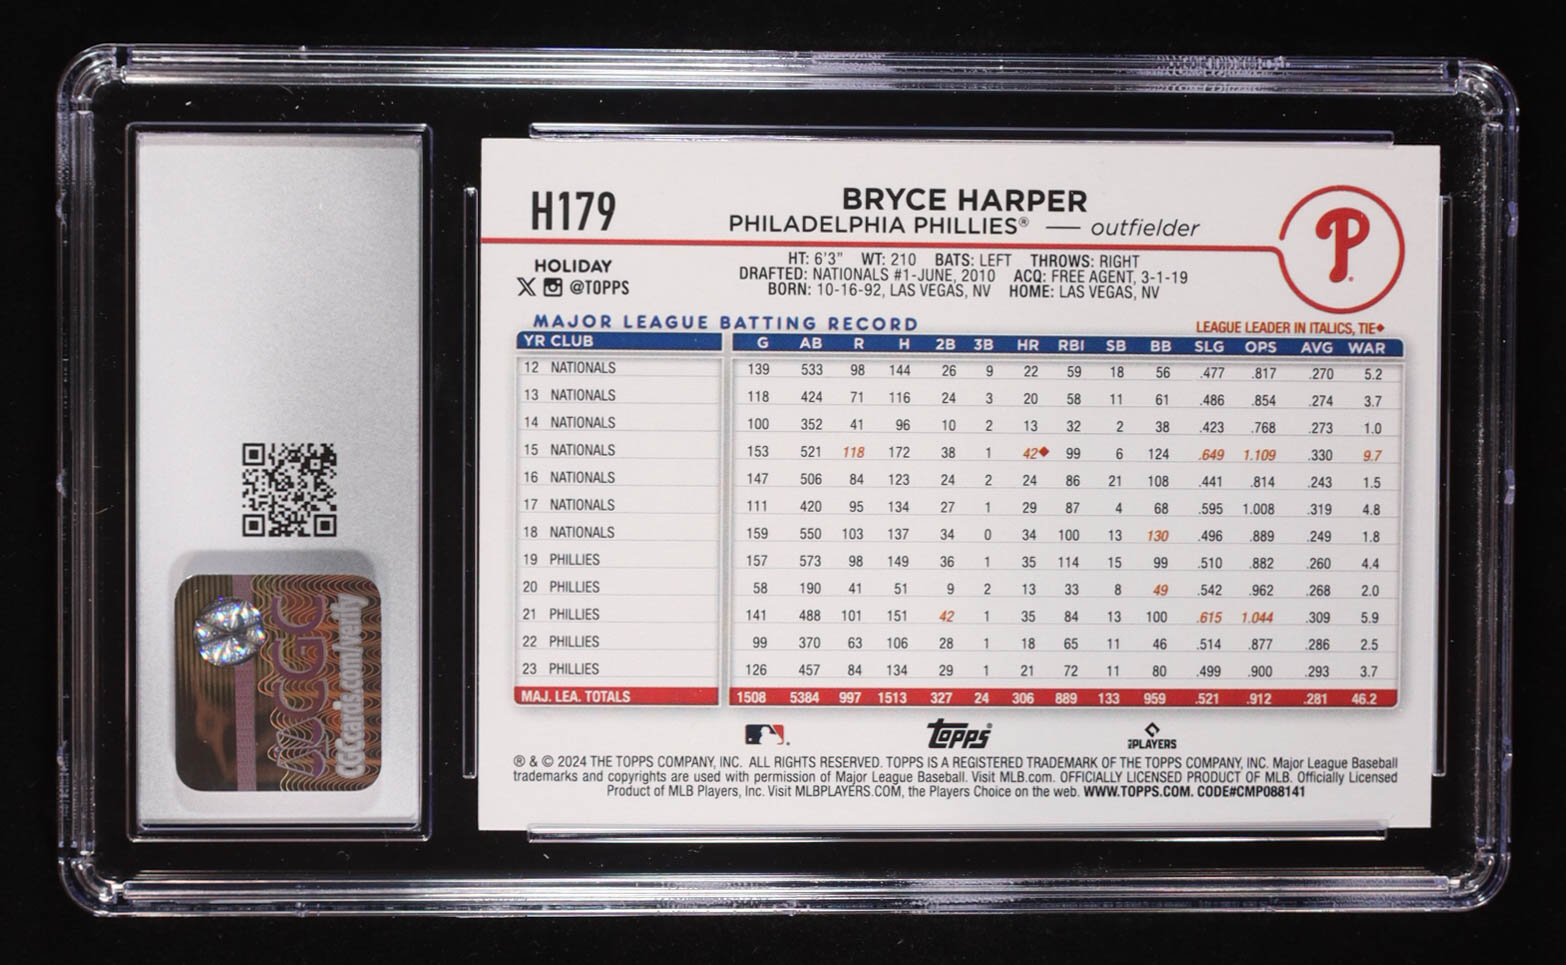 H179
BRYCE HARPER
PHILADELPHIA PHILLIES® — outfielder
P
HOLIDAY
@TOPPS
HT: 6'3" WT: 210 BATS: LEFT THROWS: RIGHT
DRAFTED: NATIONALS #1-JUNE, 2010 ACQ: FREE AGENT, 3-1-19
BORN: 10-16-92, LAS VEGAS, NV HOME: LAS VEGAS, NV
MAJOR LEAGUE BATTING RECORD
LEAGUE LEADER IN ITALICS, TIE◆
YR CLUB G AB R H 2B 3B HR RBI SB BB SLG OPS AVG WAR
12 NATIONALS 139 533 98 144 26 9 22 59 18 56 .477 .817 .270 5.2
13 NATIONALS 118 424 71 116 24 3 20 58 11 61 .486 .854 .274 3.7
14 NATIONALS 100 352 41 96 10 2 13 32 2 38 .423 .768 .273 1.0
15 NATIONALS 153 521 118 172 38 1 42◆ 99 6 124 .649 1.109 .330 9.7
16 NATIONALS 147 506 84 123 24 2 24 86 21 108 .441 .814 .243 1.5
17 NATIONALS 111 420 95 134 27 1 29 87 4 68 .595 1.008 .319 4.8
18 NATIONALS 159 550 103 137 34 0 34 100 13 130 .496 .889 .249 1.8
19 PHILLIES 157 573 98 149 36 1 35 114 15 99 .510 .882 .260 4.4
20 PHILLIES 58 190 41 51 9 2 13 33 8 49 .542 .962 .268 2.0
21 PHILLIES 141 488 101 151 42 1 35 84 13 100 .615 1.044 .309 5.9
22 PHILLIES 99 370 63 106 28 1 18 65 11 46 .514 .877 .286 2.5
23 PHILLIES 126 457 84 134 29 1 21 72 11 80 .499 .900 .293 3.7
MAJ. LEA. TOTALS 1508 5384 997 1513 327 24 306 889 133 959 .521 .912 .281 46.2
topps®
PLAYERS
® & © 2024 THE TOPPS COMPANY, INC. ALL RIGHTS RESERVED. TOPPS IS A REGISTERED TRADEMARK OF THE TOPPS COMPANY, INC. Major League Baseball
trademarks and copyrights are used with permission of Major League Baseball. Visit MLB.com. OFFICIALLY LICENSED PRODUCT OF MLB. Officially Licensed
Product of MLB Players, Inc. Visit MLBPLAYERS.COM, the Players Choice on the web. WWW.TOPPS.COM. CODE#CMP088141
CGC
CGCcards.com/verify